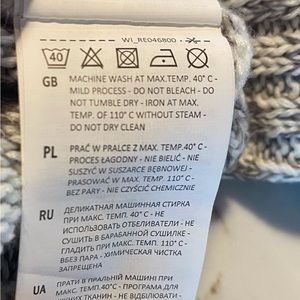 WI_RE046800
40
GB
MACHINE WASH AT MAX.TEMP. 40° C -
MILD PROCESS - DO NOT BLEACH - DO
NOT TUMBLE DRY - IRON AT MAX.
TEMP. OF 110° C WITHOUT STEAM -
DO NOT DRY CLEAN
PL
PRAĆ W PRALCE Z MAX. TEMP.40° C -
PROCES ŁAGODNY - NIE BIELIĆ - NIE
SUSZYĆ W SUSZARCE BĘBNOWEJ -
PRASOWAĆ W MAX. TEMP. 110° C -
BEZ PARY - NIE CZYŚCIĆ CHEMICZNIE
RU
ДЕЛИКАТНАЯ МАШИННАЯ СТИРКА
ПРИ МАКС. ТЕМП. 40° C - НЕ
ИСПОЛЬЗОВАТЬ ОТБЕЛИВАТЕЛИ - НЕ
СУШИТЬ В БАРАБАННОЙ СУШИЛКЕ -
ГЛАДИТЬ ПРИ МАКС. ТЕМП. 110° C -
БЕЗ ПАРА - ХИМИЧЕСКАЯ ЧИСТКА
ЗАПРЕЩЕНА
UA
ПРАТИ В ПРАЛЬНІЙ МАШИНІ ПРИ
МАКС. ТЕМП.40°C - ПРОГРАМА ДЛЯ
ТКАНИН - НЕ ВІДБІЛЮВАТИ -